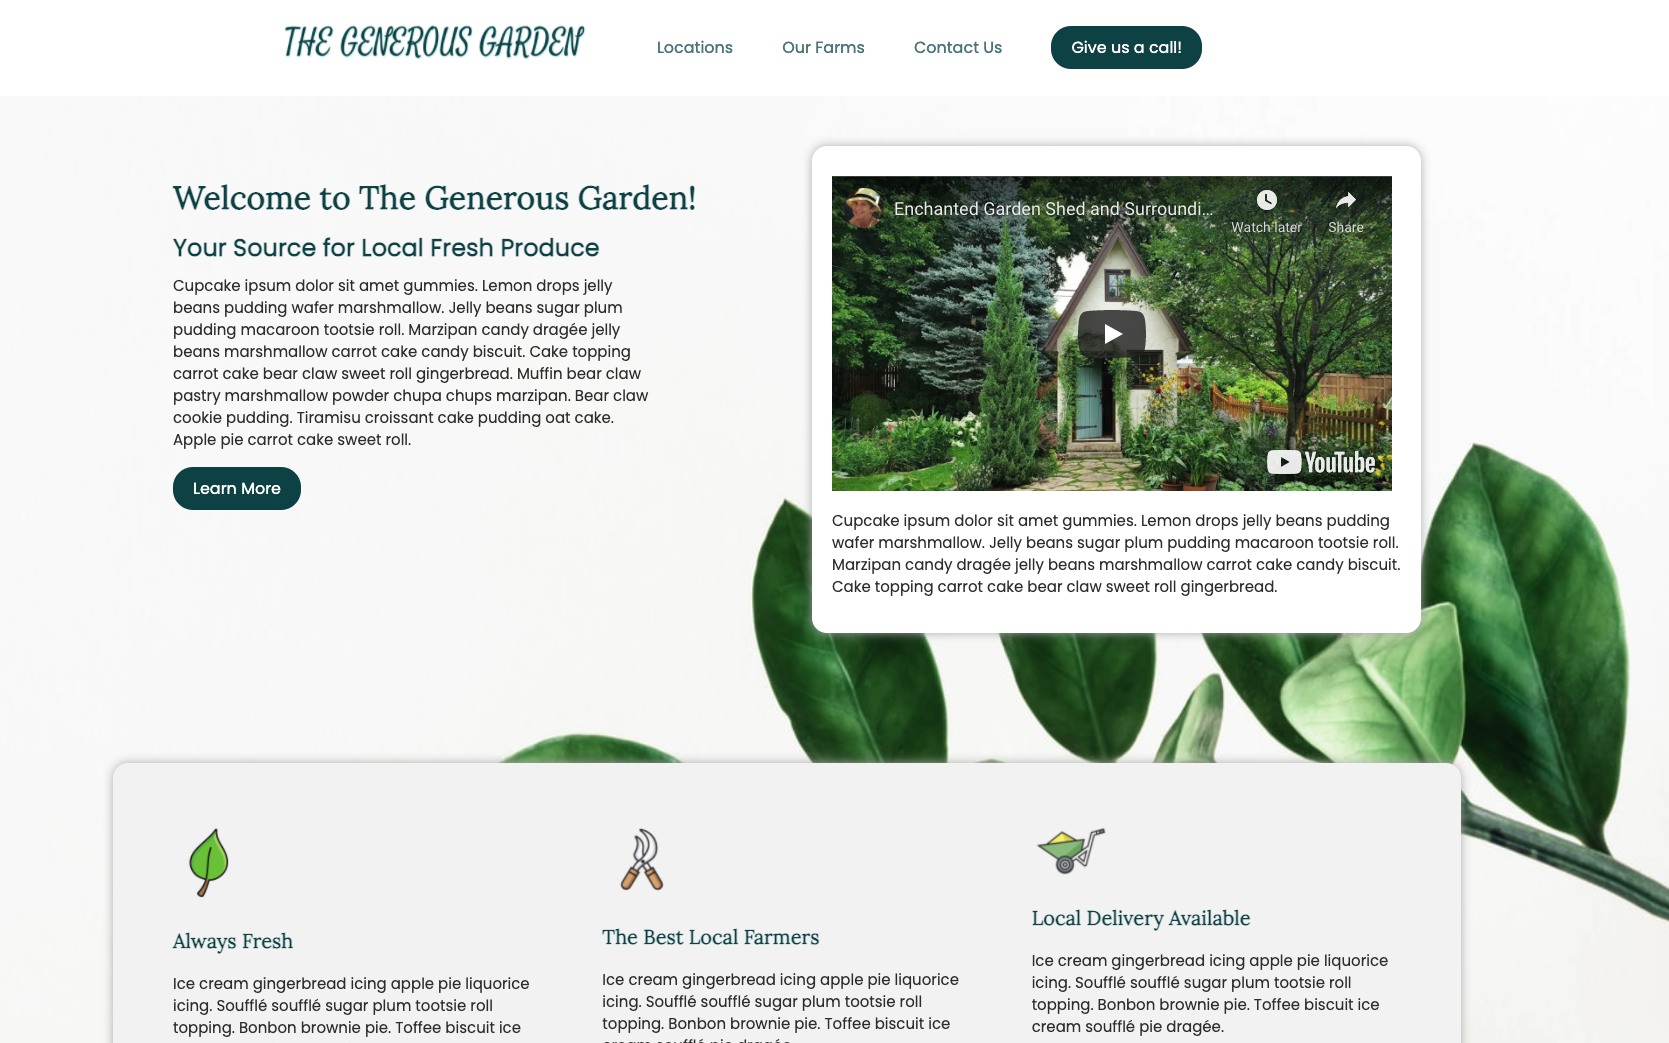 THE GENEROUS GARDEN
Locations
Our Farms
Contact Us
Give us a call!
Welcome to The Generous Garden!
Your Source for Local Fresh Produce
Cupcake ipsum dolor sit amet gummies. Lemon drops jelly
beans pudding wafer marshmallow. Jelly beans sugar plum
pudding macaroon tootsie roll. Marzipan candy dragée jelly
beans marshmallow carrot cake candy biscuit. Cake topping
carrot cake bear claw sweet roll gingerbread. Muffin bear claw
pastry marshmallow powder chupa chups marzipan. Bear claw
cookie pudding. Tiramisu croissant cake pudding oat cake.
Apple pie carrot cake sweet roll.
Learn More
Enchanted Garden Shed and Surroundi...
Watch later
Share
YouTube
Cupcake ipsum dolor sit amet gummies. Lemon drops jelly beans pudding
wafer marshmallow. Jelly beans sugar plum pudding macaroon tootsie roll.
Marzipan candy dragée jelly beans marshmallow carrot cake candy biscuit.
Cake topping carrot cake bear claw sweet roll gingerbread.
Always Fresh
Ice cream gingerbread icing apple pie liquorice
icing. Soufflé soufflé sugar plum tootsie roll
topping. Bonbon brownie pie. Toffee biscuit ice
The Best Local Farmers
Ice cream gingerbread icing apple pie liquorice
icing. Soufflé soufflé sugar plum tootsie roll
topping. Bonbon brownie pie. Toffee biscuit ice
cream soufflé pie dragée.
Local Delivery Available
Ice cream gingerbread icing apple pie liquorice
icing. Soufflé soufflé sugar plum tootsie roll
topping. Bonbon brownie pie. Toffee biscuit ice
cream soufflé pie dragée.